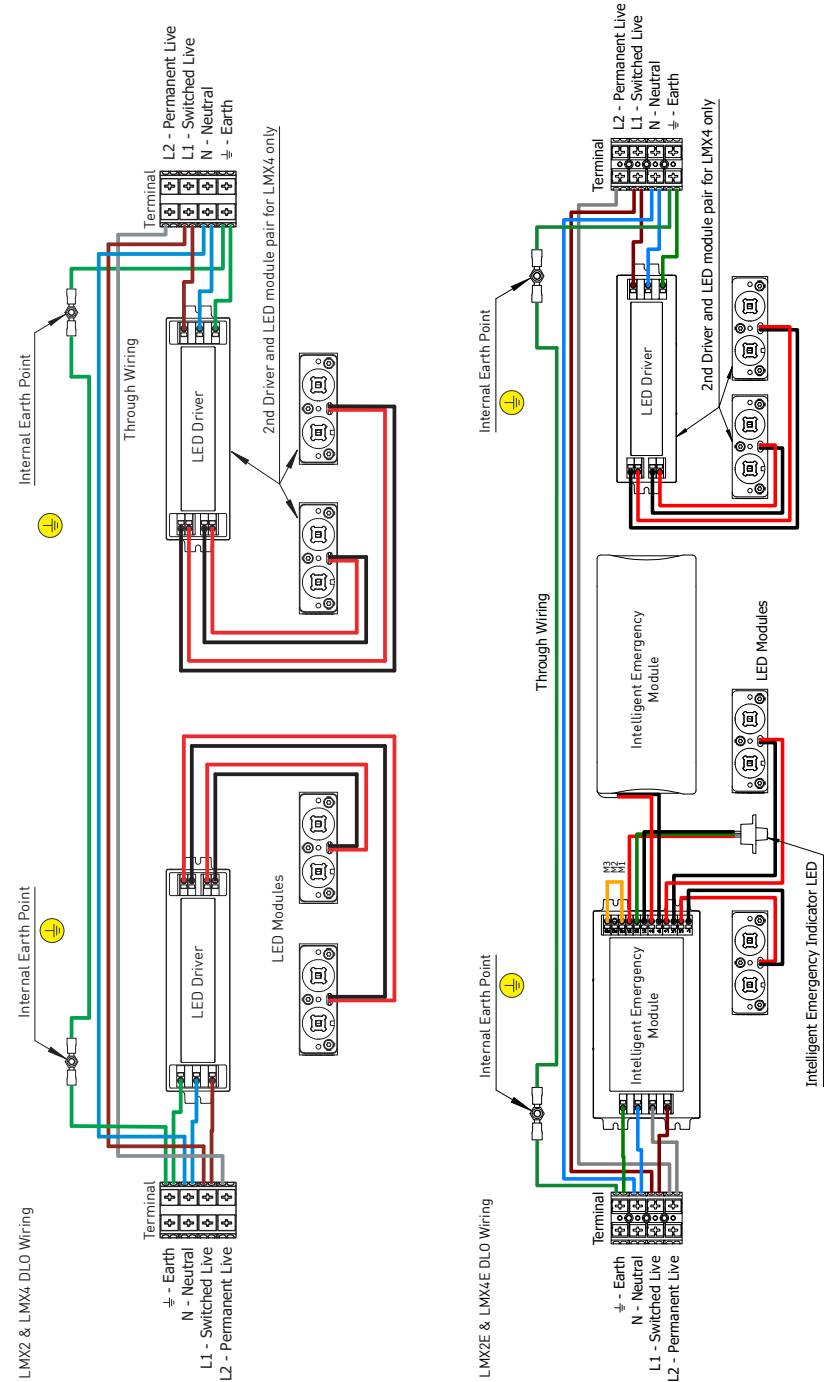 LMX2 & LMX4 DLO Wiring
Internal Earth Point
Internal Earth Point
Through Wiring
Terminal
⏚ - Earth
N - Neutral
L1 - Switched Live
L2 - Permanent Live
LED Driver
LED Modules
LED Driver
2nd Driver and LED module pair for LMX4 only
Terminal
L2 - Permanent Live
L1 - Switched Live
N - Neutral
⏚ - Earth
LMX2E & LMX4E DLO Wiring
Internal Earth Point
Internal Earth Point
Through Wiring
Terminal
⏚ - Earth
N - Neutral
L1 - Switched Live
L2 - Permanent Live
Intelligent Emergency
Module
M3
M2
M1
Intelligent Emergency
Module
LED Modules
Intelligent Emergency Indicator LED
LED Driver
2nd Driver and LED module pair for LMX4 only
Terminal
L2 - Permanent Live
L1 - Switched Live
N - Neutral
⏚ - Earth